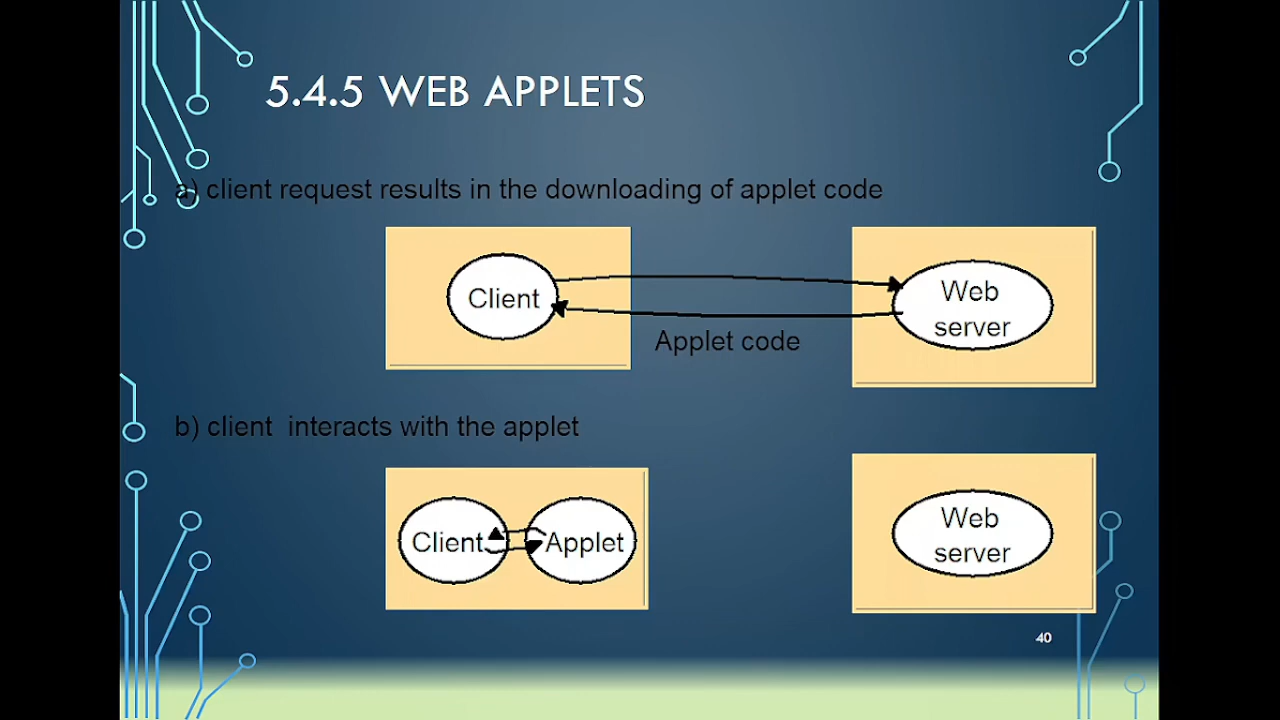 5.4.5 WEB APPLETS
a) client request results in the downloading of applet code
Client
Web
server
Applet code
b) client  interacts with the applet
Client
Applet
Web
server
40